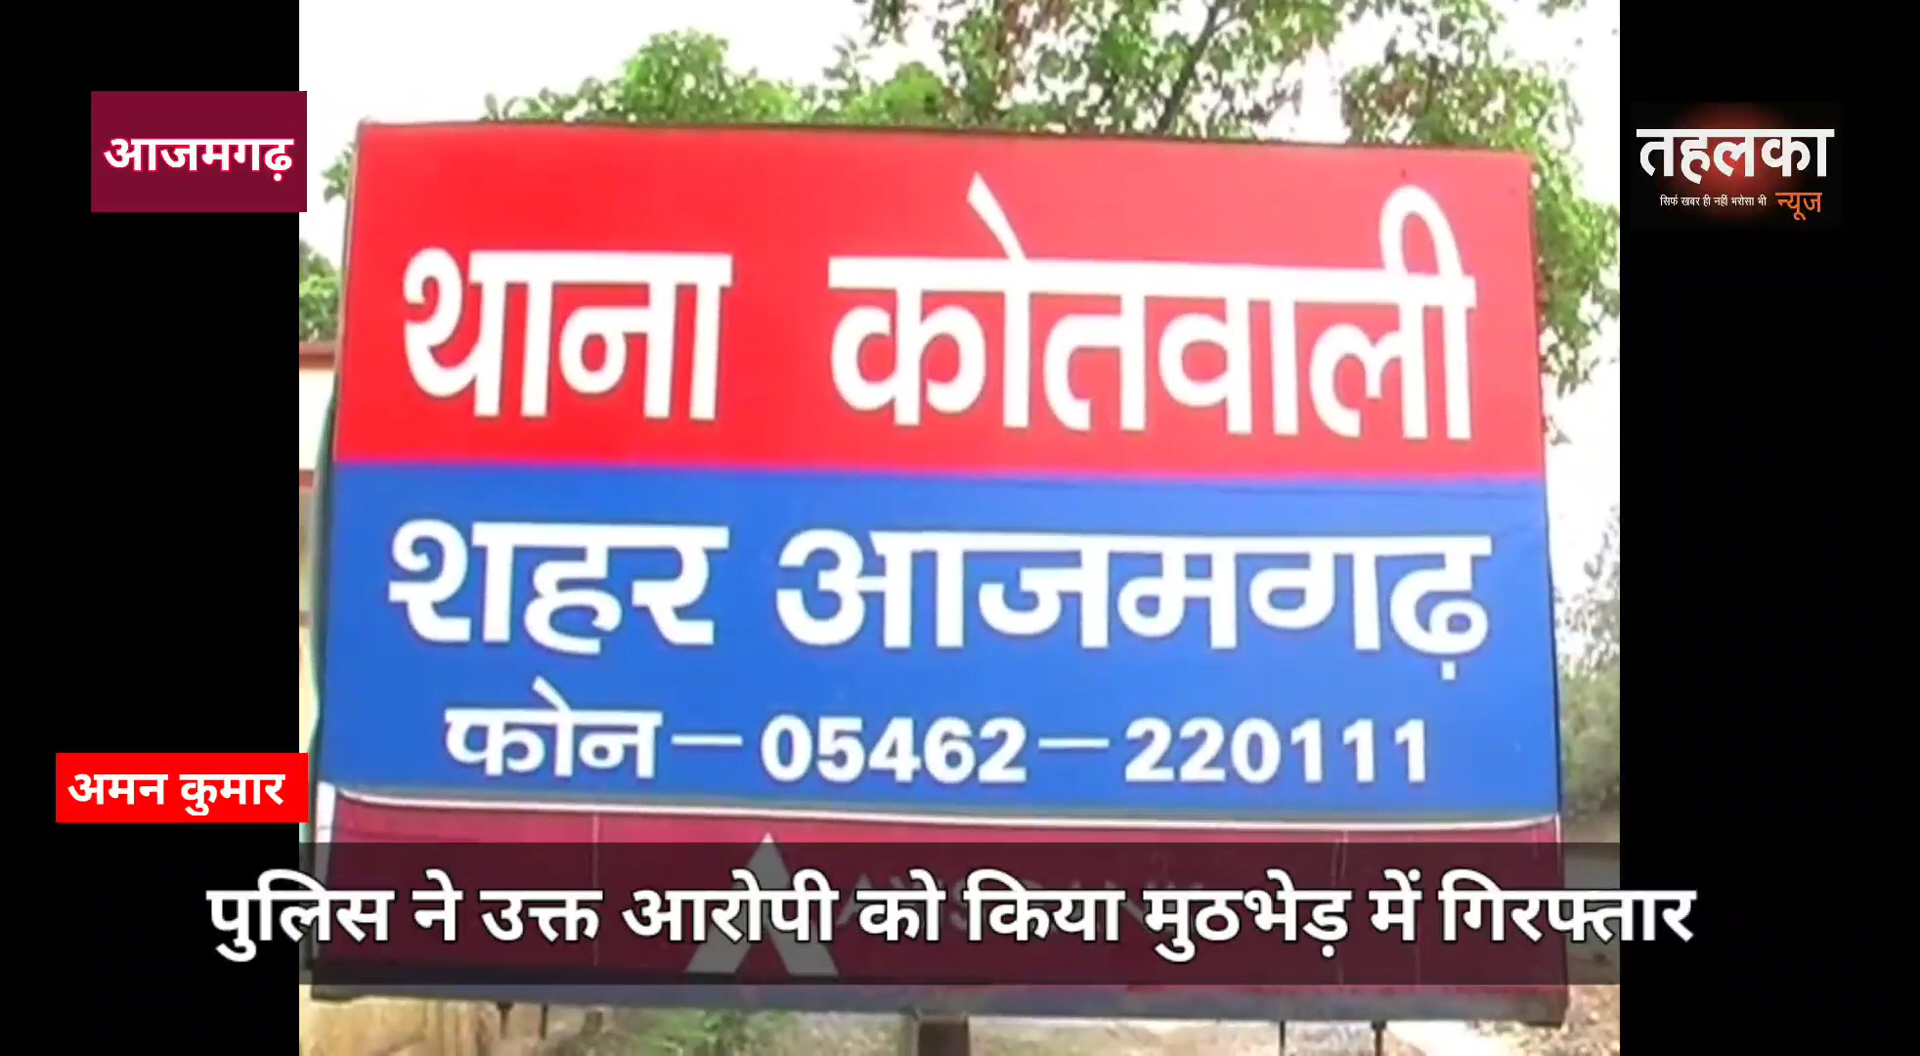 आजमगढ़
तहलका
सिर्फ खबर ही नहीं भरोसा भी न्यूज
थाना कोतवाली
शहर आजमगढ़
फोन-05462-220111
अमन कुमार
पुलिस ने उक्त आरोपी को किया मुठभेड़ में गिरफ्तार